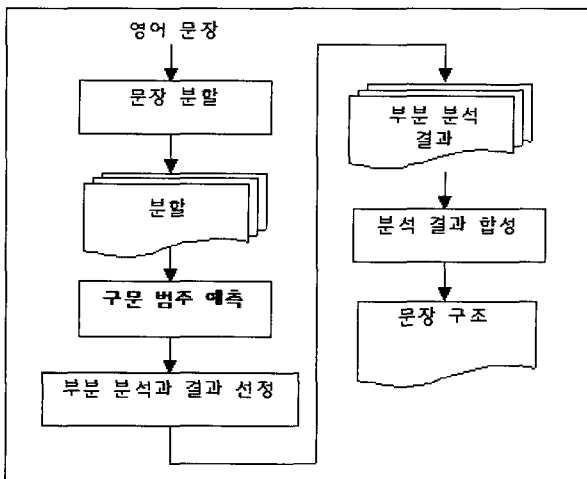 영어 문장
문장 분할
분할
구문 범주 예측
부분 분석과 결과 선정
부분 분석
결과
분석 결과 합성
문장 구조